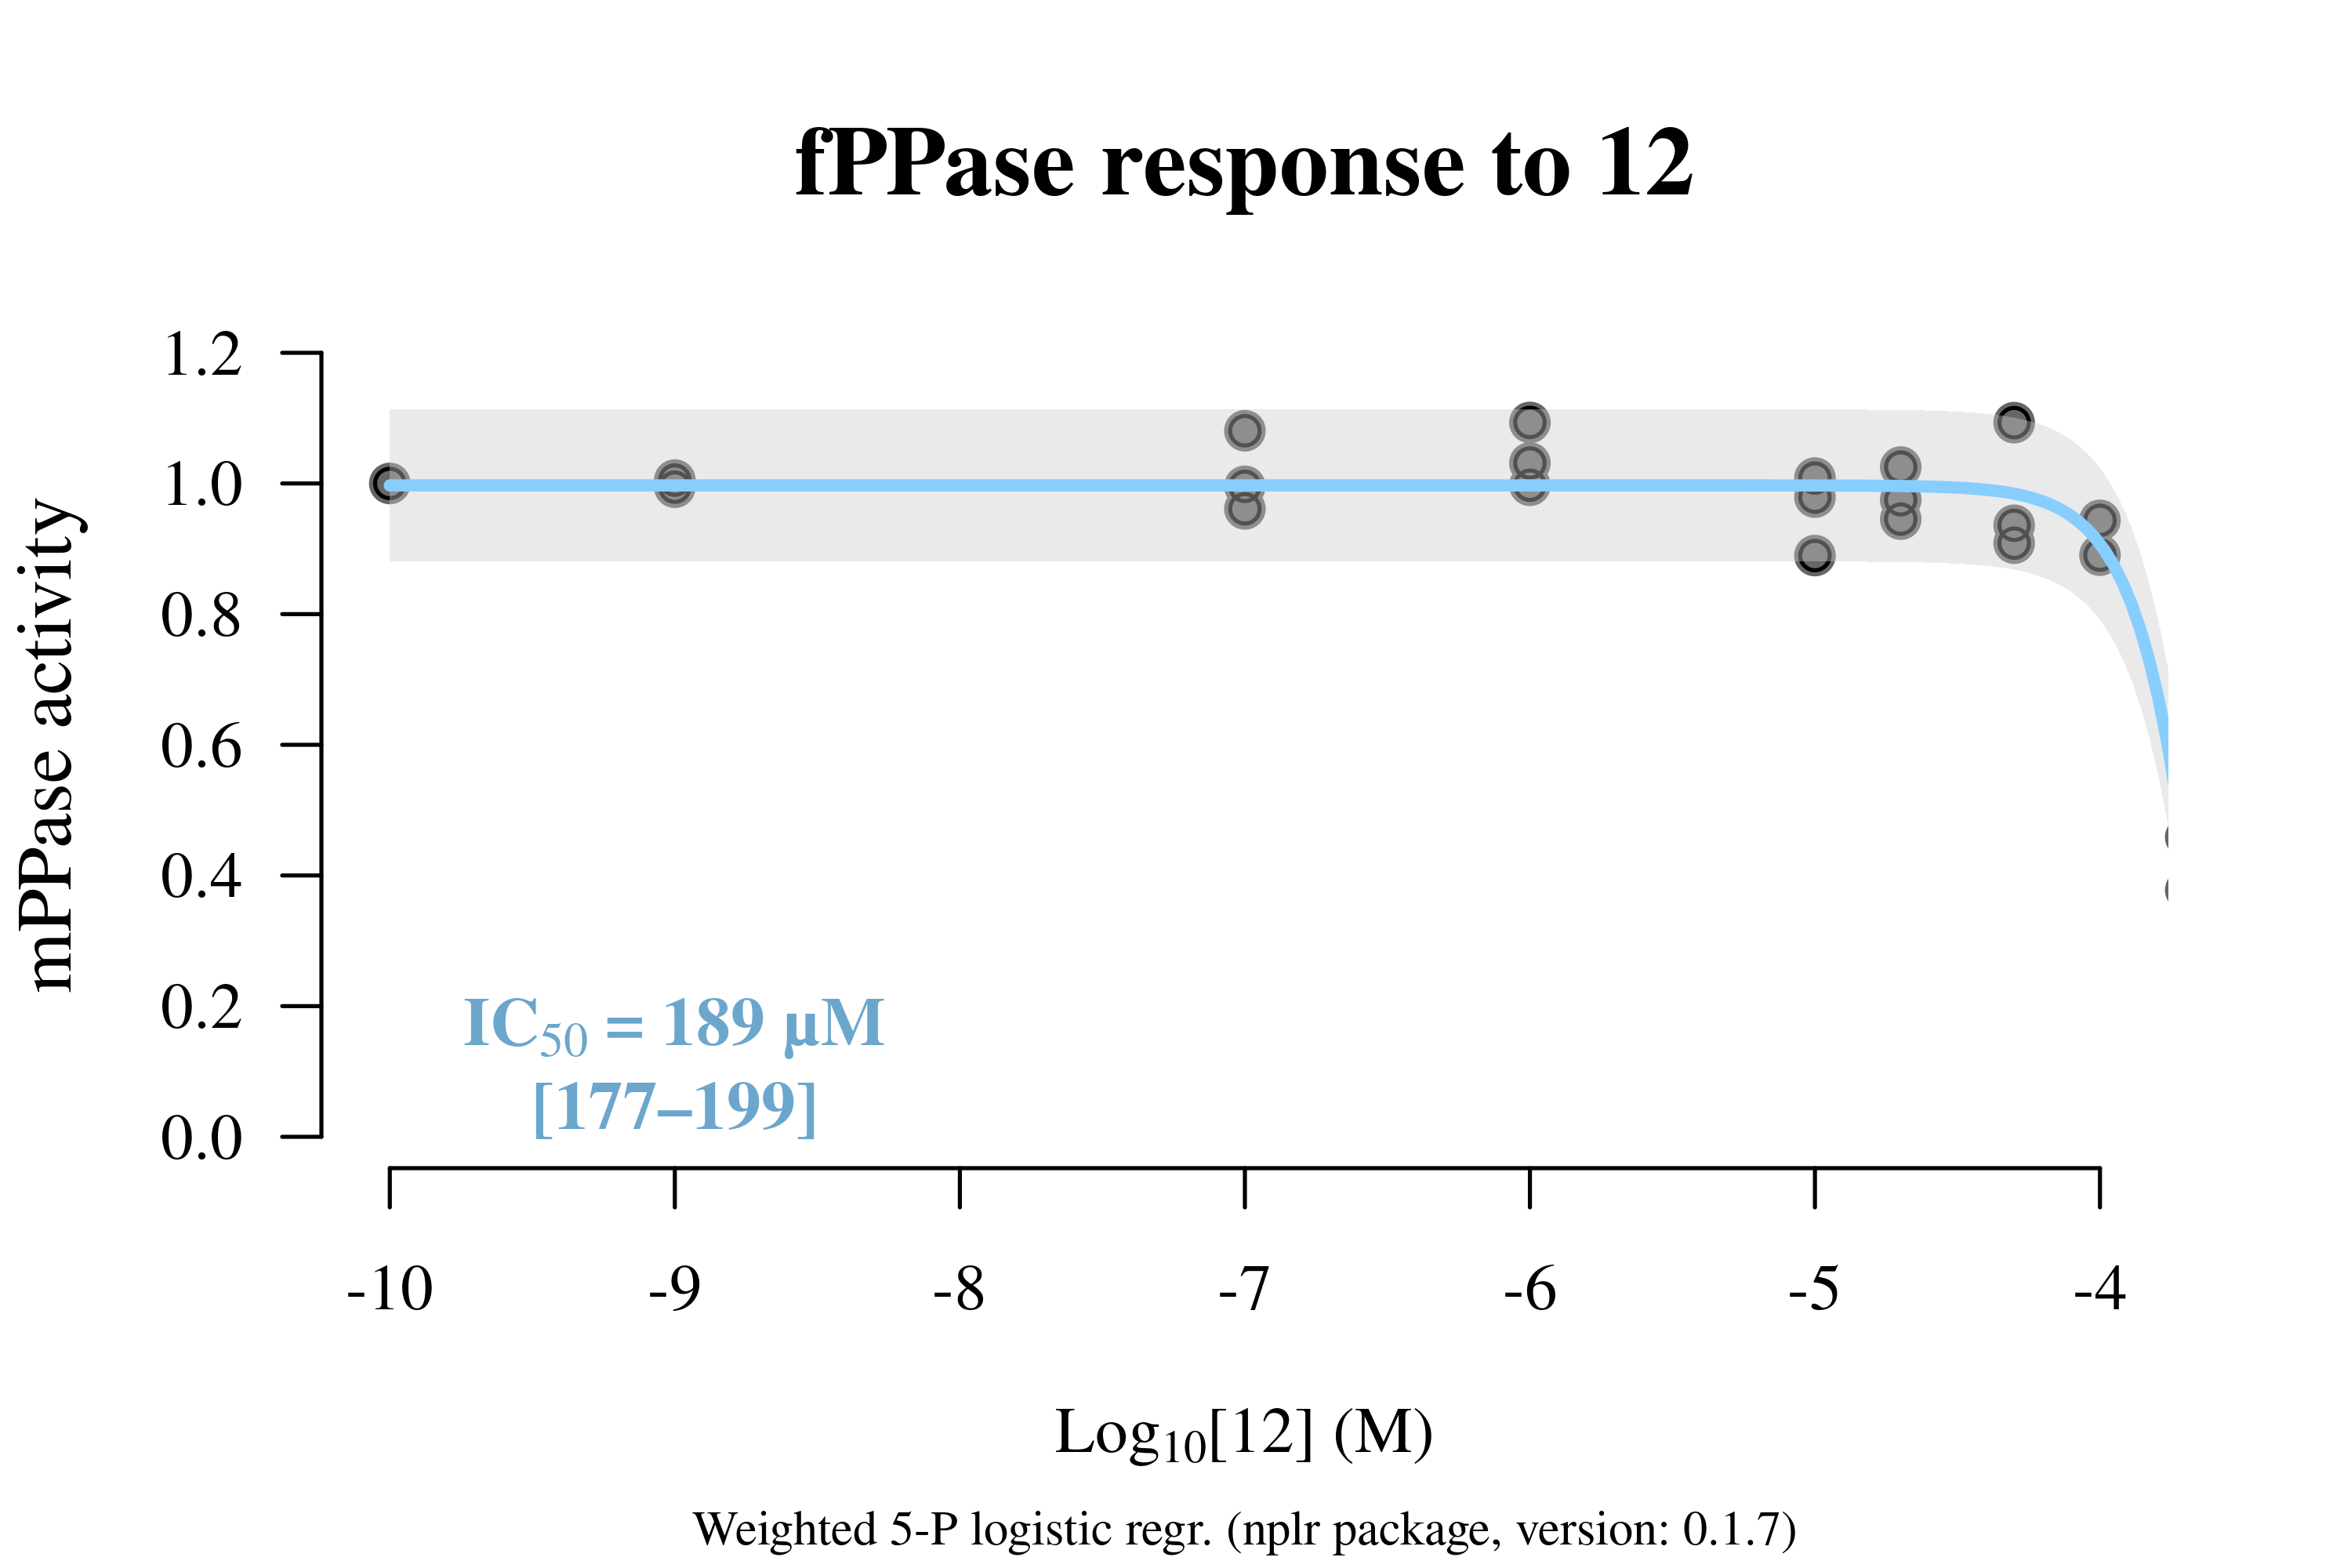 fPPase response to 12
mPPase activity
1.2
1.0
0.8
0.6
0.4
0.2
0.0
IC50 = 189 µM
[177–199]
-10 -9 -8 -7 -6 -5 -4
Log10[12] (M)
Weighted 5-P logistic regr. (nplr package, version: 0.1.7)